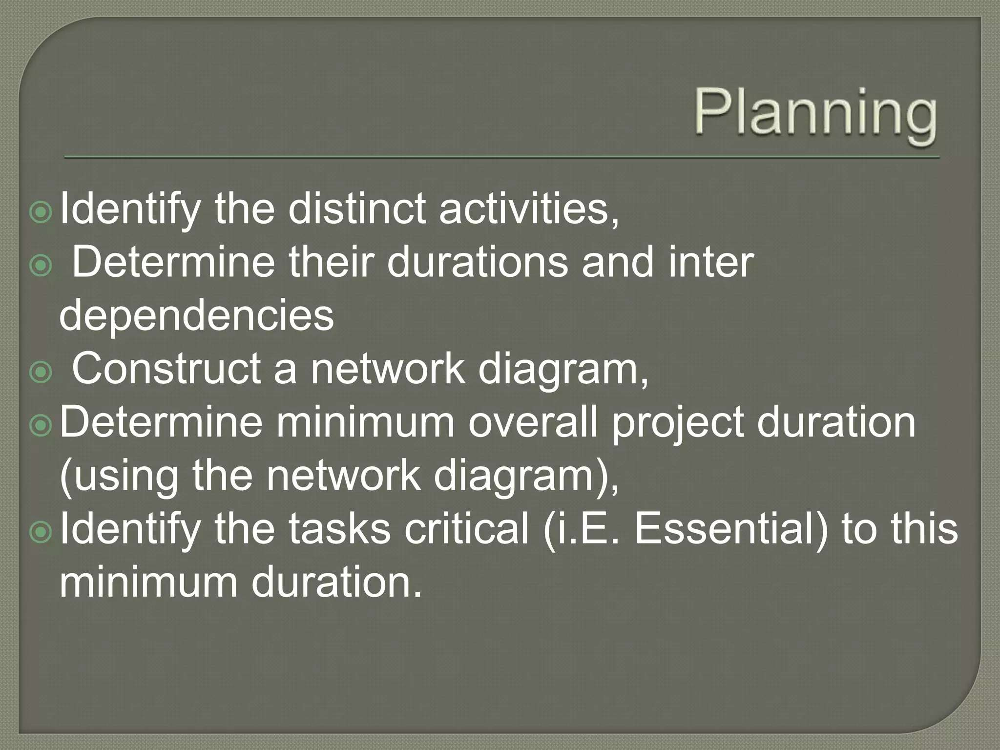 Planning
Identify the distinct activities,
Determine their durations and inter
dependencies
Construct a network diagram,
Determine minimum overall project duration
(using the network diagram),
Identify the tasks critical (i.E. Essential) to this
minimum duration.